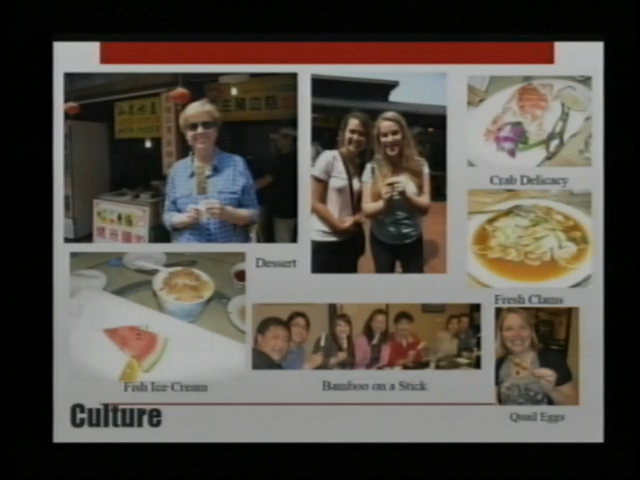 Crab Delicacy
Dessert
Fresh Clams
Fish Ice Cream
Bamboo on a Stick
Quail Eggs
Culture